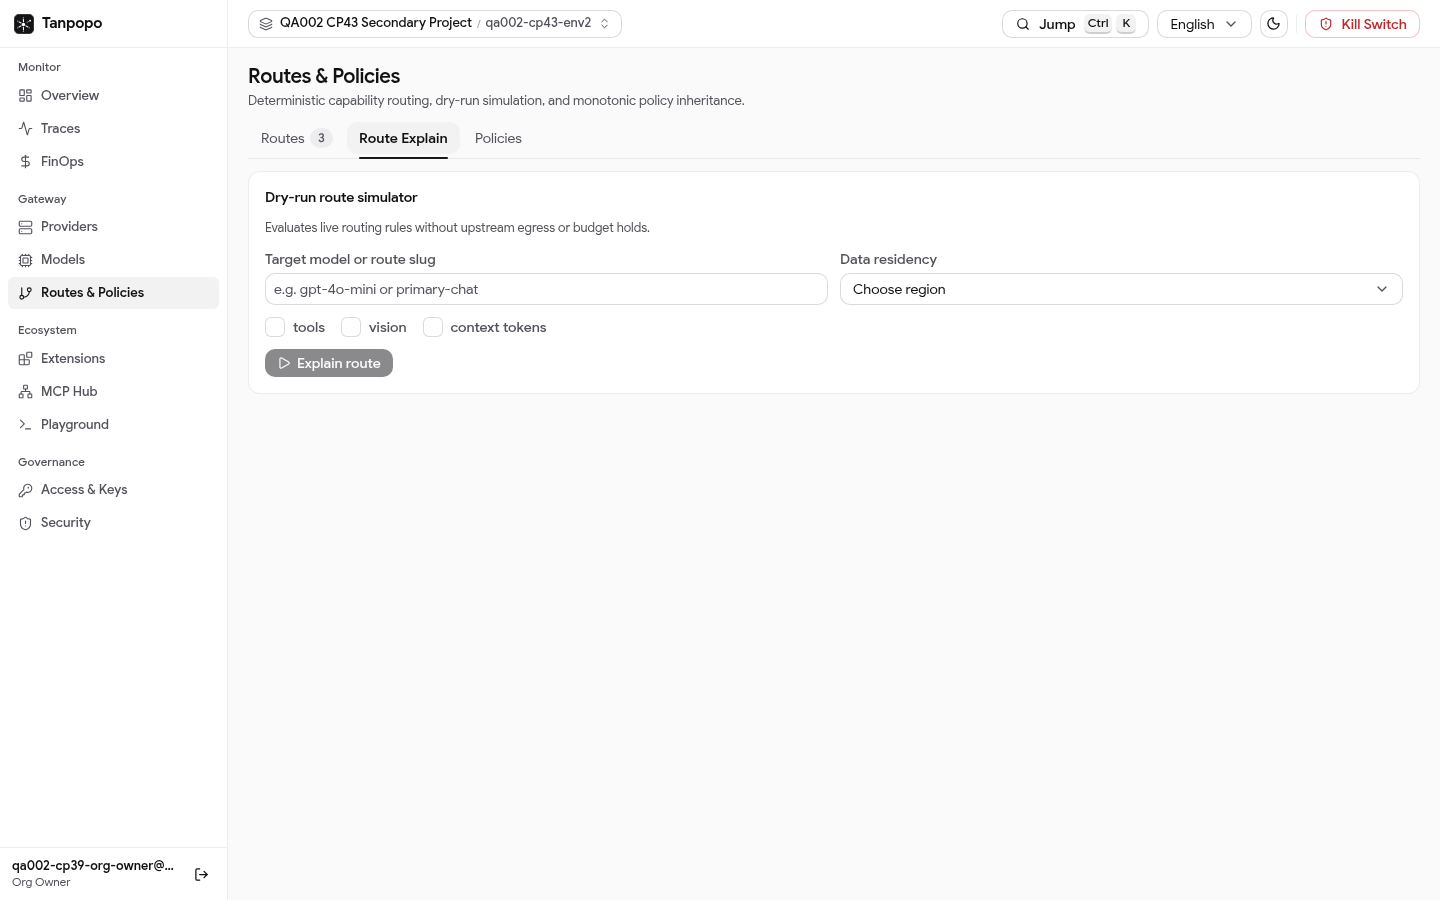 Tanpopo
QA002 CP43 Secondary Project / qa002-cp43-env2
Jump Ctrl K
English
Kill Switch
Monitor
Overview
Traces
FinOps
Gateway
Providers
Models
Routes & Policies
Ecosystem
Extensions
MCP Hub
Playground
Governance
Access & Keys
Security
qa002-cp39-org-owner@...
Org Owner
Routes & Policies
Deterministic capability routing, dry-run simulation, and monotonic policy inheritance.
Routes 3 Route Explain Policies
Dry-run route simulator
Evaluates live routing rules without upstream egress or budget holds.
Target model or route slug
e.g. gpt-4o-mini or primary-chat
Data residency
Choose region
tools vision context tokens
Explain route